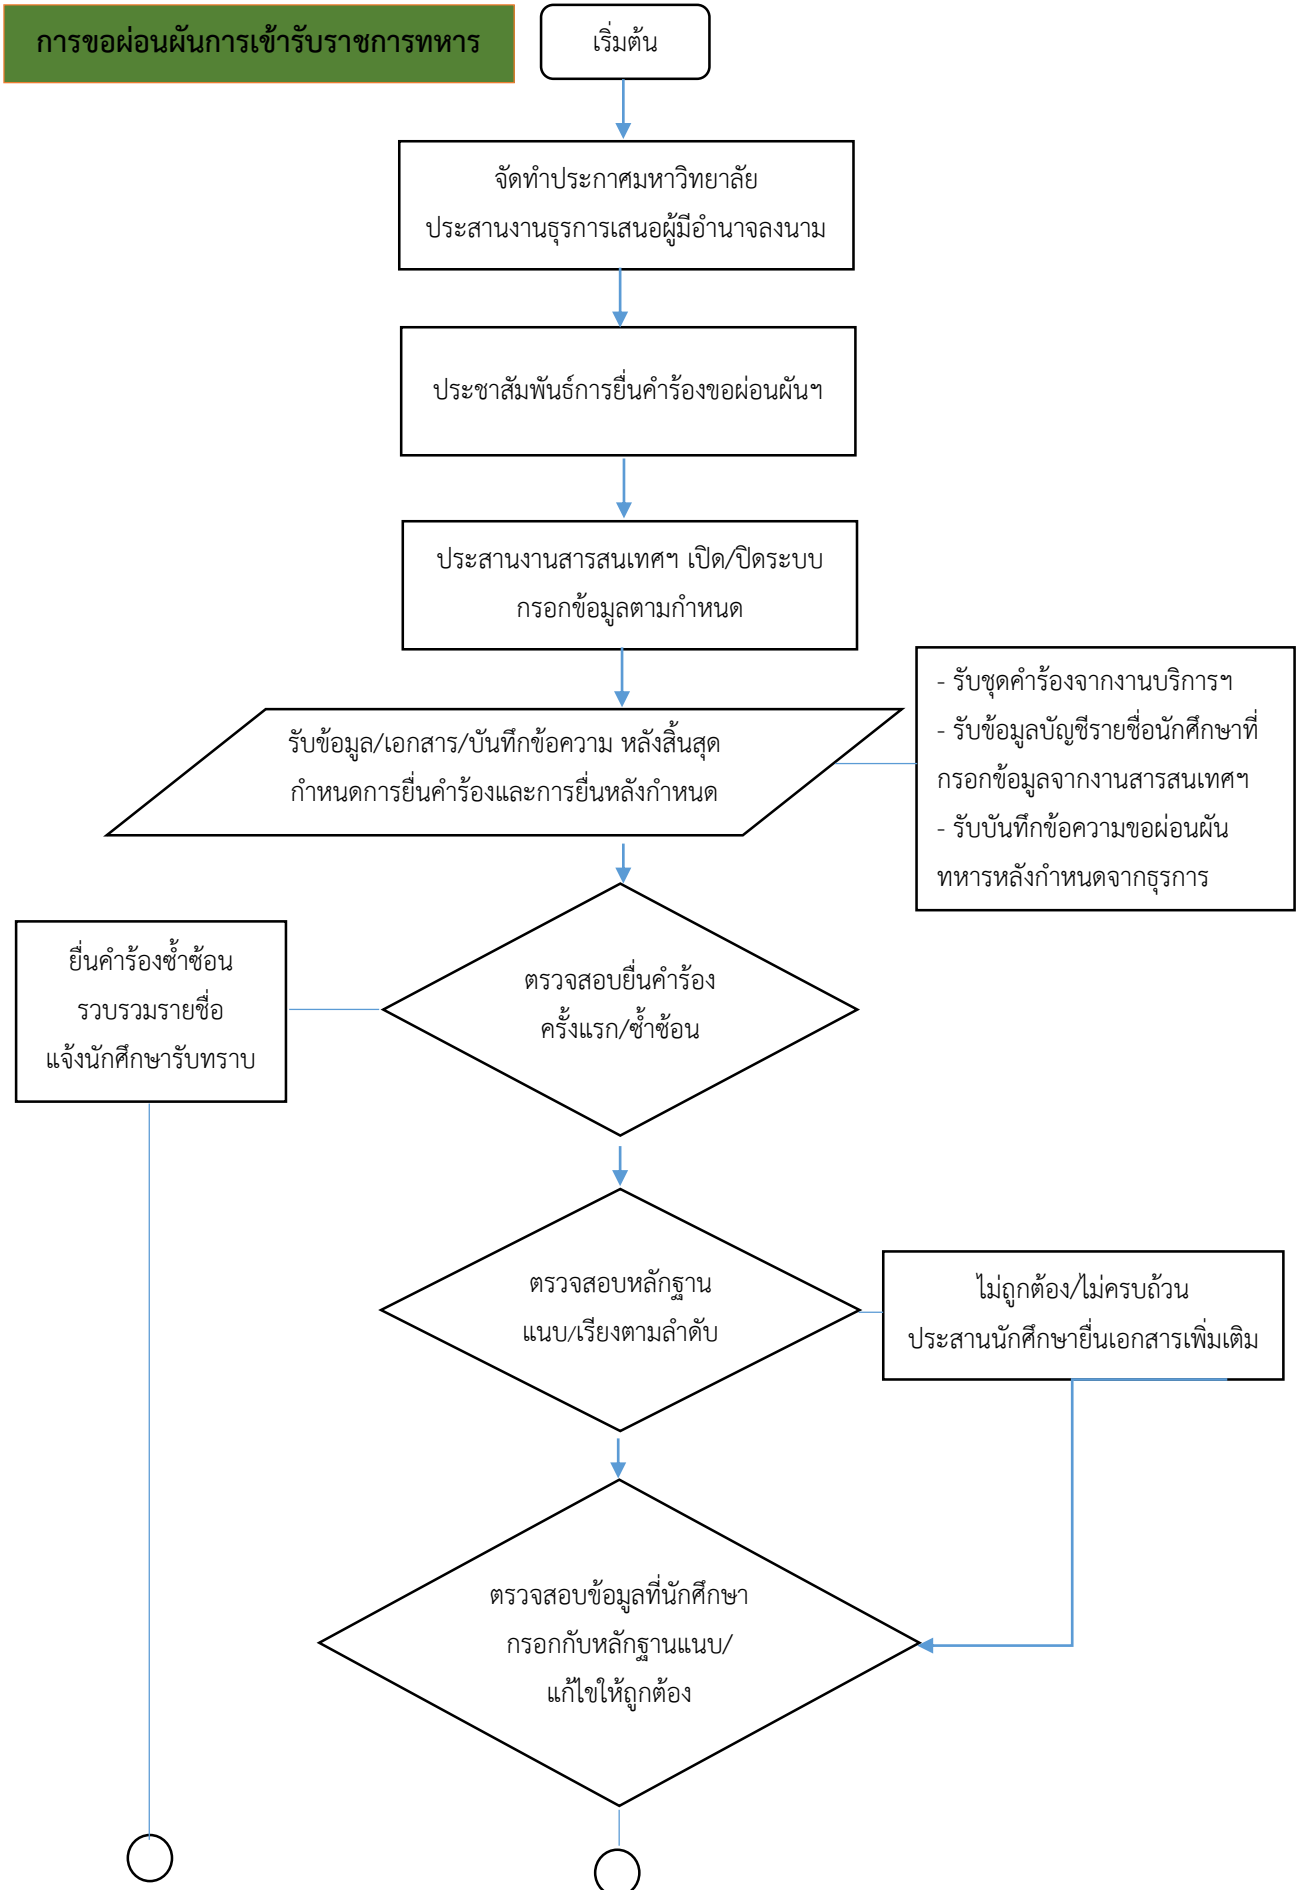 การขอผ่อนผันการเข้ารับราชการทหาร
เริ่มต้น
จัดทำประกาศมหาวิทยาลัย
ประสานงานธุรการเสนอผู้มีอำนาจลงนาม
ประชาสัมพันธ์การยื่นคำร้องขอผ่อนผันฯ
ประสานงานสารสนเทศฯ เปิด/ปิดระบบ
กรอกข้อมูลตามกำหนด
รับข้อมูล/เอกสาร/บันทึกข้อความ หลังสิ้นสุด
กำหนดการยื่นคำร้องและการยื่นหลังกำหนด
- รับชุดคำร้องจากงานบริการฯ
- รับข้อมูลบัญชีรายชื่อนักศึกษาที่
กรอกข้อมูลจากงานสารสนเทศฯ
- รับบันทึกข้อความขอผ่อนผัน
ทหารหลังกำหนดจากธุรการ
ยื่นคำร้องซ้ำซ้อน
รวบรวมรายชื่อ
แจ้งนักศึกษารับทราบ
ตรวจสอบยื่นคำร้อง
ครั้งแรก/ซ้ำซ้อน
ตรวจสอบหลักฐาน
แนบ/เรียงตามลำดับ
ไม่ถูกต้อง/ไม่ครบถ้วน
ประสานนักศึกษายื่นเอกสารเพิ่มเติม
ตรวจสอบข้อมูลที่นักศึกษา
กรอกกับหลักฐานแนบ/
แก้ไขให้ถูกต้อง